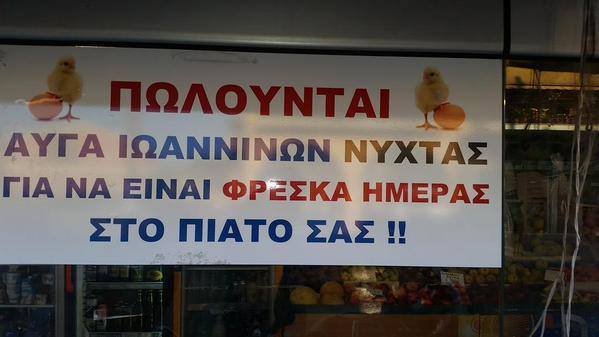 ΠΩΛΟΥΝΤΑΙ
ΑΥΓΑ ΙΩΑΝΝΙΝΩΝ ΝΥΧΤΑΣ
ΓΙΑ ΝΑ ΕΙΝΑΙ ΦΡΕΣΚΑ ΗΜΕΡΑΣ
ΣΤΟ ΠΙΑΤΟ ΣΑΣ !!